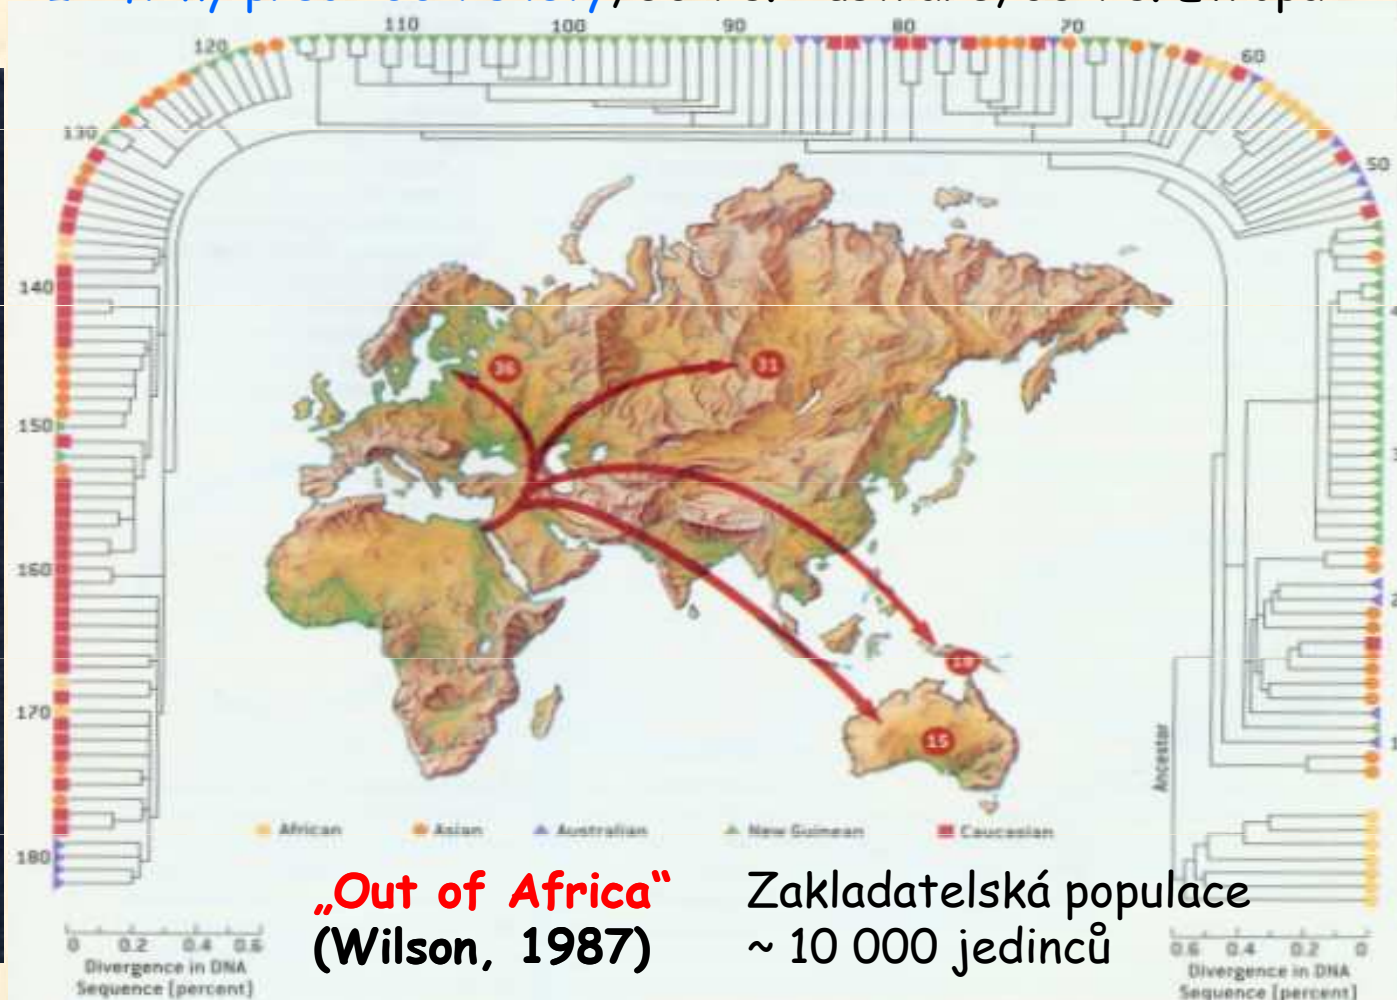 110 100 90 80 70
120
60
130
50
140
150
160
170
180
36
31
18
15
Ancestor
African Asian Australian New Guinean Caucasian
„Out of Africa“
(Wilson, 1987)
Zakladatelská populace
~ 10 000 jedinců
0 0.2 0.4 0.6
Divergence in DNA
Sequence [percent]
0.6 0.4 0.2 0
Divergence in DNA
Sequence [percent]